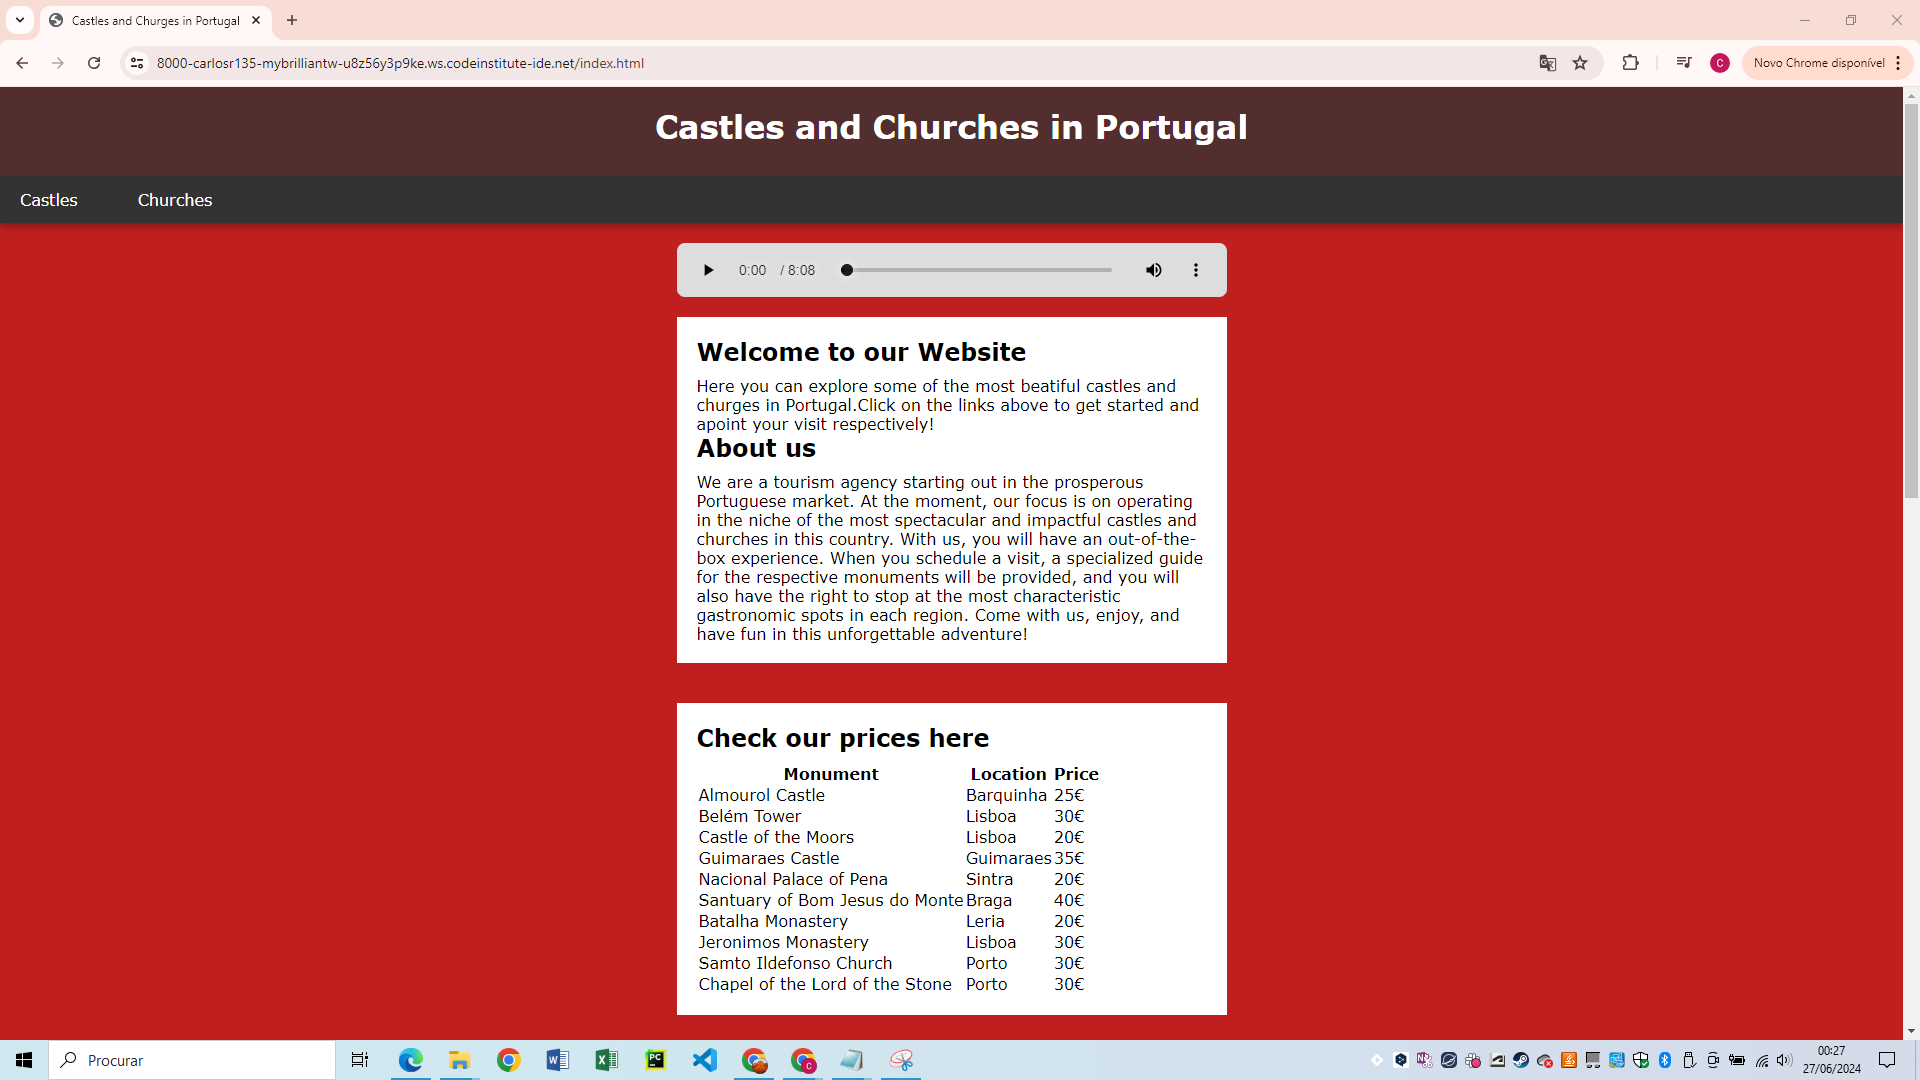 Castles and Churges in Portugal
8000-carlosr135-mybrilliantw-u8z56y3p9ke.ws.codeinstitute-ide.net/index.html
C
Novo Chrome disponível
Castles and Churches in Portugal
Castles
Churches
0:00 / 8:08
Welcome to our Website
Here you can explore some of the most beatiful castles and
churges in Portugal.Click on the links above to get started and
apoint your visit respectively!
About us
We are a tourism agency starting out in the prosperous
Portuguese market. At the moment, our focus is on operating
in the niche of the most spectacular and impactful castles and
churches in this country. With us, you will have an out-of-the-
box experience. When you schedule a visit, a specialized guide
for the respective monuments will be provided, and you will
also have the right to stop at the most characteristic
gastronomic spots in each region. Come with us, enjoy, and
have fun in this unforgettable adventure!
Check our prices here
Monument Location Price
Almourol Castle Barquinha 25€
Belém Tower Lisboa 30€
Castle of the Moors Lisboa 20€
Guimaraes Castle Guimaraes 35€
Nacional Palace of Pena Sintra 20€
Santuary of Bom Jesus do Monte Braga 40€
Batalha Monastery Leria 20€
Jeronimos Monastery Lisboa 30€
Samto Ildefonso Church Porto 30€
Chapel of the Lord of the Stone Porto 30€
Procurar
00:27
27/06/2024